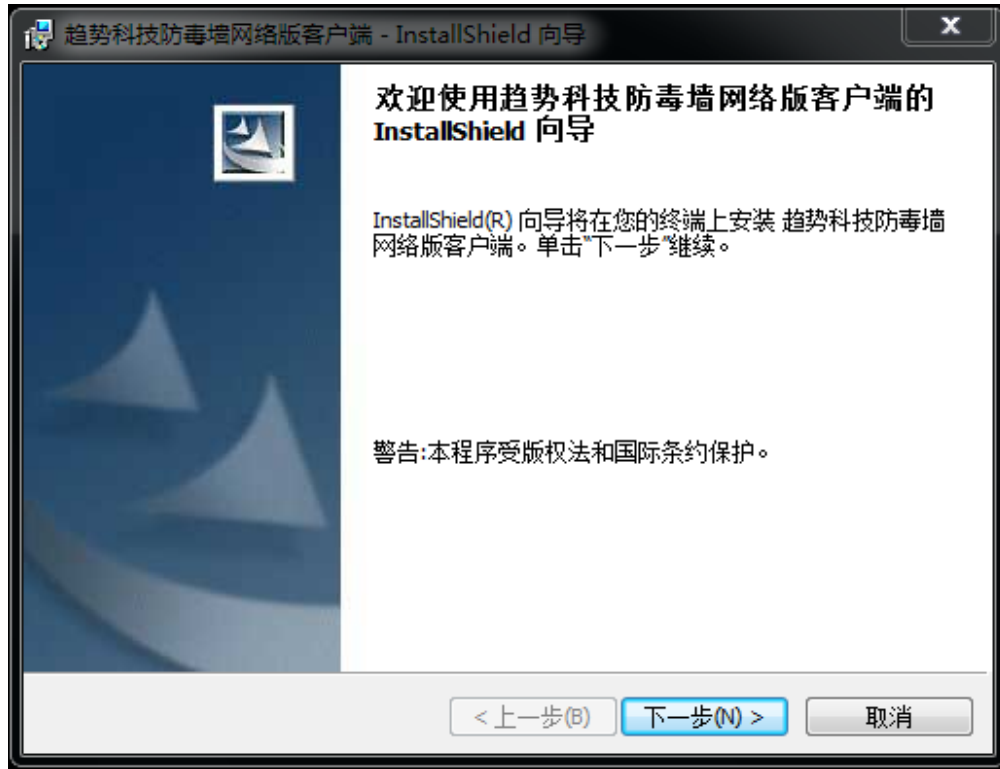 趋势科技防毒墙网络版客户端 - InstallShield 向导
欢迎使用趋势科技防毒墙网络版客户端的
InstallShield 向导
InstallShield(R) 向导将在您的终端上安装 趋势科技防毒墙
网络版客户端。单击"下一步"继续。
警告:本程序受版权法和国际条约保护。
< 上一步(B) 下一步(N) > 取消